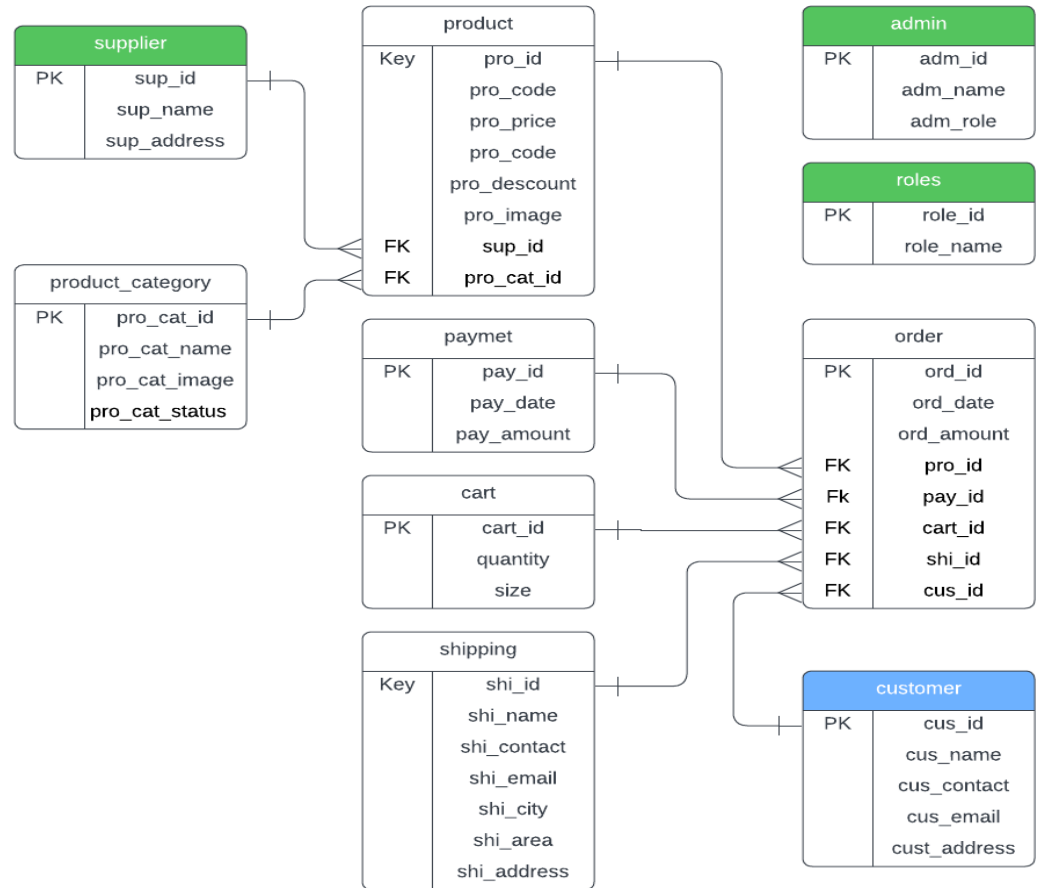 supplier
PK sup_id
sup_name
sup_address
product_category
PK pro_cat_id
pro_cat_name
pro_cat_image
pro_cat_status
product
Key pro_id
pro_code
pro_price
pro_code
pro_descount
pro_image
FK sup_id
FK pro_cat_id
paymet
PK pay_id
pay_date
pay_amount
cart
PK cart_id
quantity
size
shipping
Key shi_id
shi_name
shi_contact
shi_email
shi_city
shi_area
shi_address
admin
PK adm_id
adm_name
adm_role
roles
PK role_id
role_name
order
PK ord_id
ord_date
ord_amount
FK pro_id
Fk pay_id
FK cart_id
FK shi_id
FK cus_id
customer
PK cus_id
cus_name
cus_contact
cus_email
cust_address